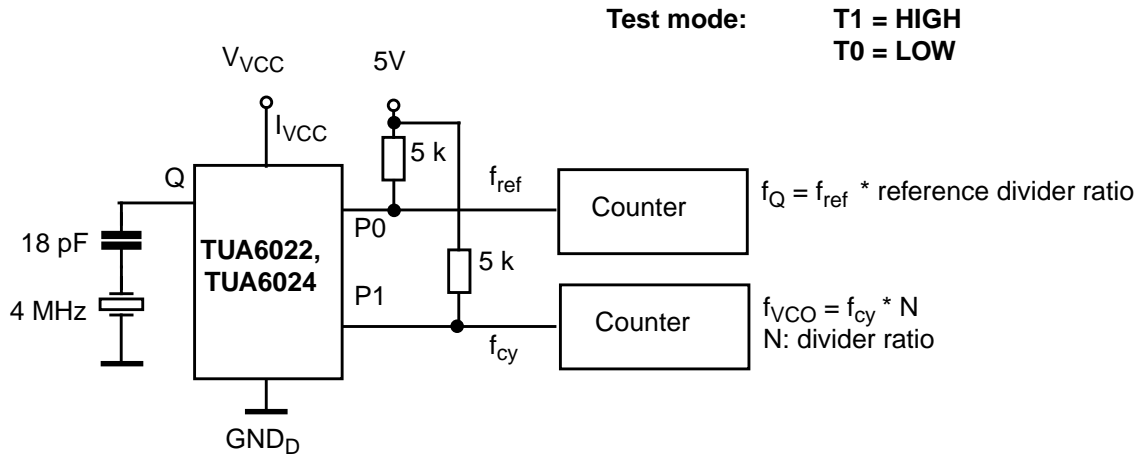 Test mode: T1 = HIGH
T0 = LOW
VVCC
5V
IVCC
5 k
Q
fref
Counter
fQ = fref * reference divider ratio
P0
18 pF
TUA6022,
TUA6024
5 k
4 MHz
P1
Counter
fVCO = fcy * N
N: divider ratio
fcy
GNDD